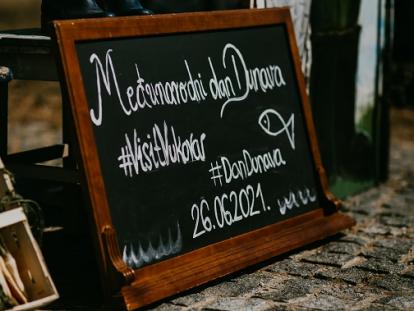 Međunarodni dan Dunava
#VisitVukovar
#DanDunava
26.06.2021.